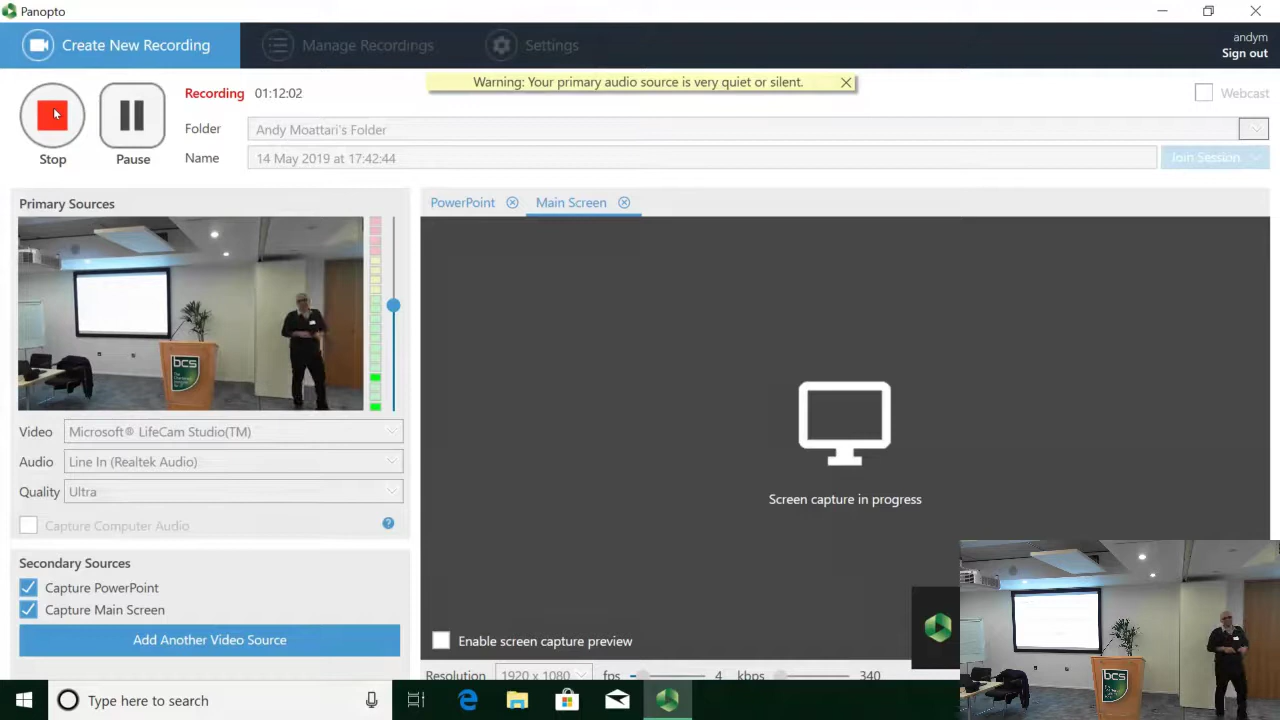 Panopto
Create New Recording
Manage Recordings
Settings
andym
Sign out
Warning: Your primary audio source is very quiet or silent.
Recording 01:12:02
Webcast
Folder Andy Moattari's Folder
Name 14 May 2019 at 17:42:44
Join Session
Stop
Pause
Primary Sources
PowerPoint
Main Screen
bcs
Video Microsoft® LifeCam Studio(TM)
Audio Line In (Realtek Audio)
Quality Ultra
Capture Computer Audio
?
Screen capture in progress
Secondary Sources
Capture PowerPoint
Capture Main Screen
Add Another Video Source
Enable screen capture preview
Resolution 1920 x 1080 fps 4 kbps 340
bcs
Type here to search